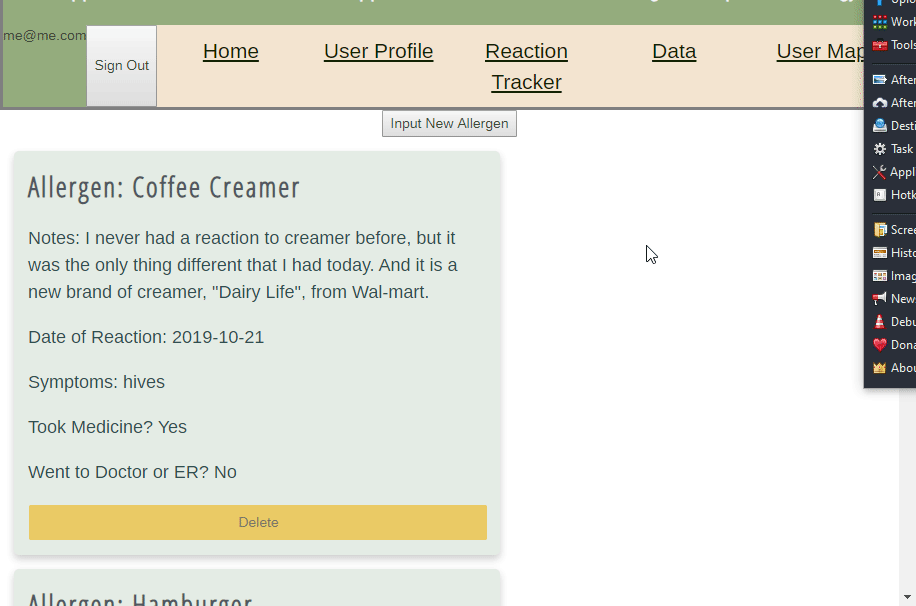 me@me.com
Sign Out
Home
User Profile
Reaction
Tracker
Data
User Map
Input New Allergen
Allergen: Coffee Creamer
Notes: I never had a reaction to creamer before, but it
was the only thing different that I had today. And it is a
new brand of creamer, "Dairy Life", from Wal-mart.
Date of Reaction: 2019-10-21
Symptoms: hives
Took Medicine? Yes
Went to Doctor or ER? No
Delete
Allergen: Hamburger
Work
Tools
After
After
Desti
Task
Appl
Hotk
Scree
Histo
Imag
News
Debu
Dona
Abou